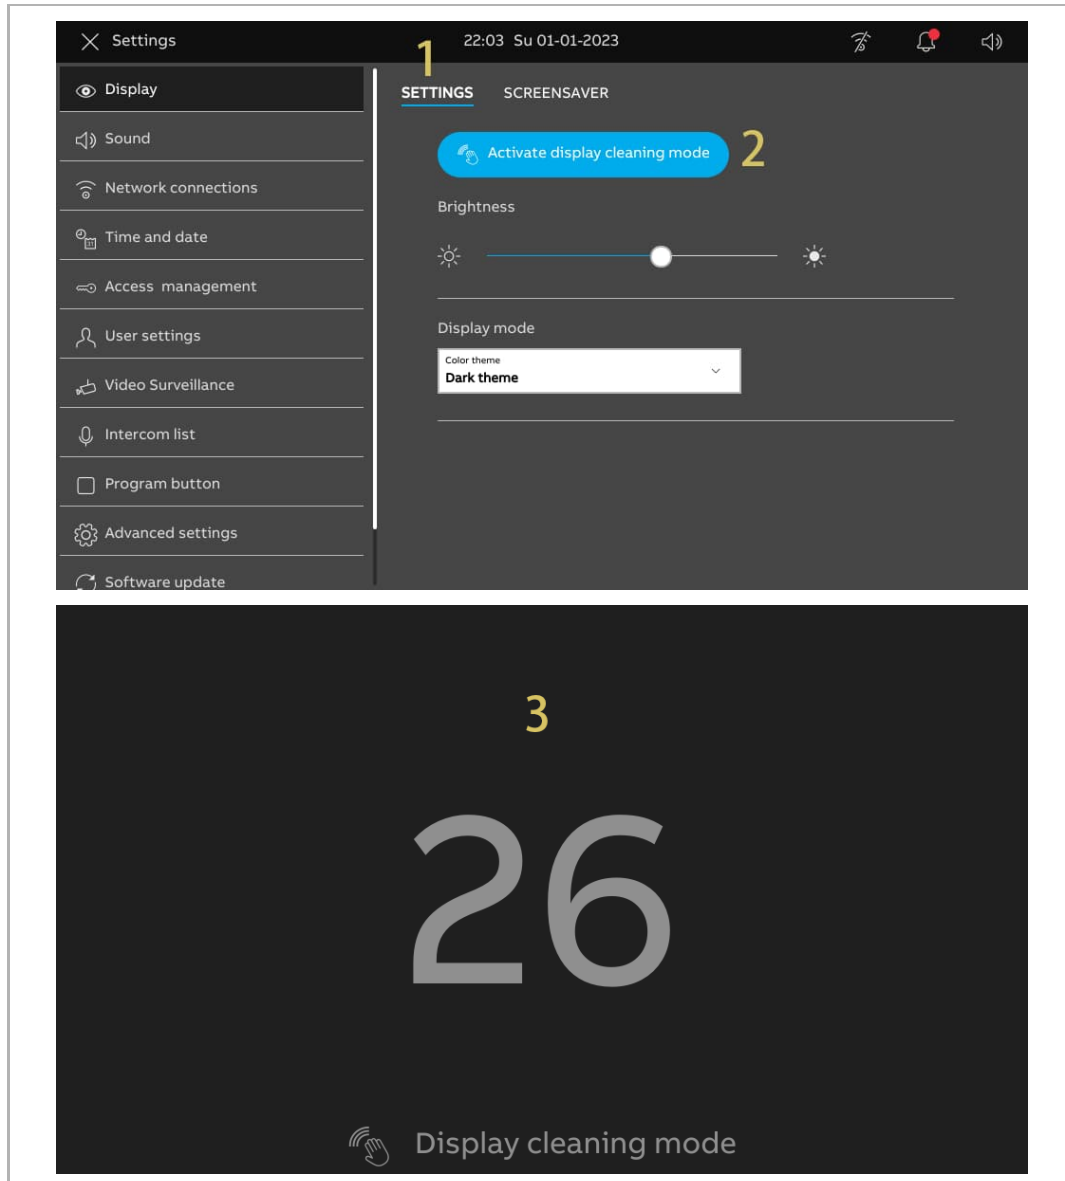 Settings
22:03 Su 01-01-2023
1
Display
SETTINGS SCREENSAVER
Sound
Activate display cleaning mode
2
Network connections
Brightness
Time and date
Access management
User settings
Display mode
Color theme
Dark theme
Video Surveillance
Intercom list
Program button
Advanced settings
Software update
3
26
Display cleaning mode